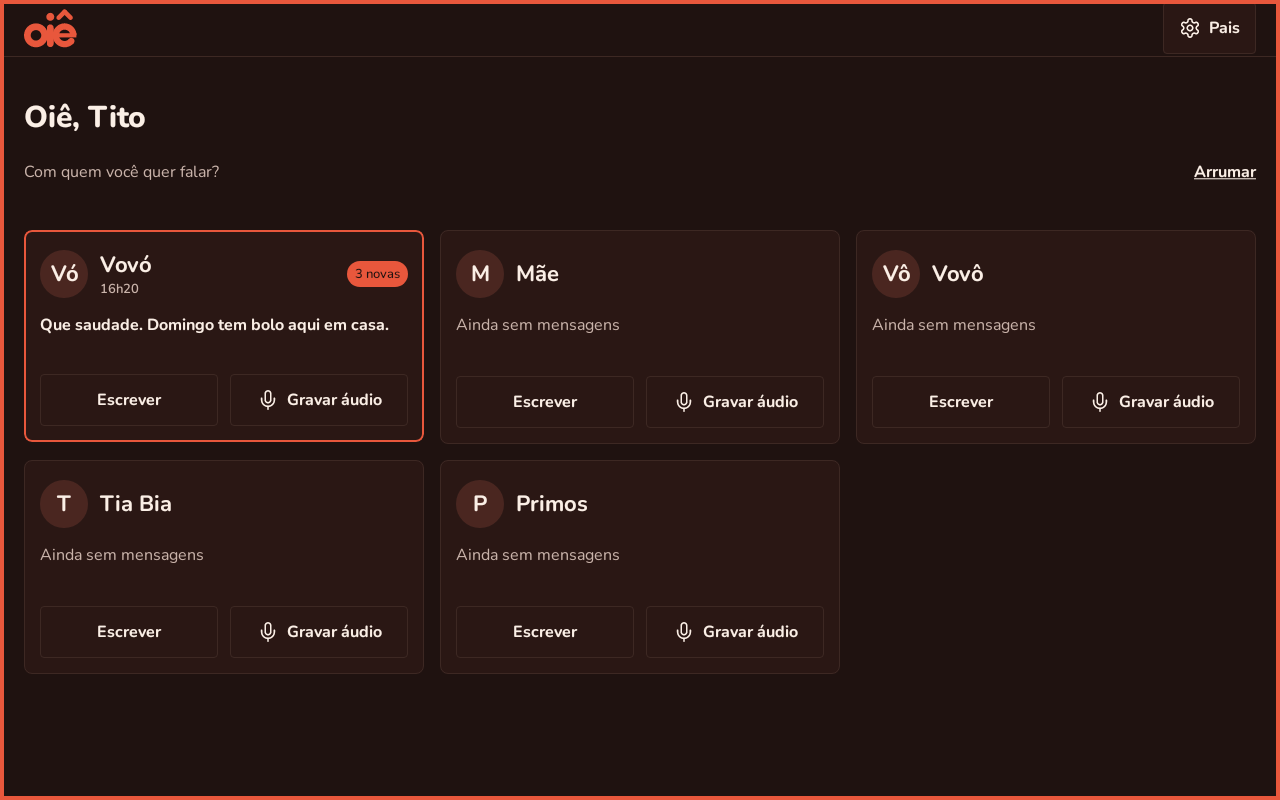 oiê
Pais
Oiê, Tito
Com quem você quer falar?
Arrumar
Vó
Vovó
16h20
3 novas
Que saudade. Domingo tem bolo aqui em casa.
Escrever
Gravar áudio
M
Mãe
Ainda sem mensagens
Escrever
Gravar áudio
Vô
Vovô
Ainda sem mensagens
Escrever
Gravar áudio
T
Tia Bia
Ainda sem mensagens
Escrever
Gravar áudio
P
Primos
Ainda sem mensagens
Escrever
Gravar áudio